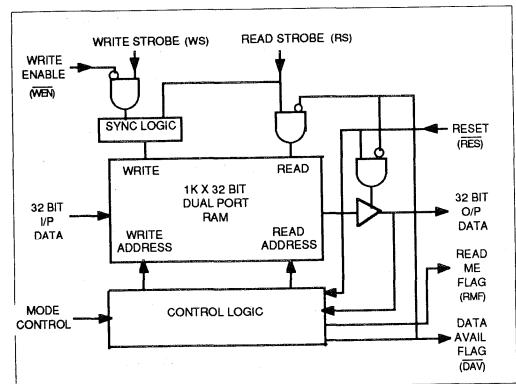 WRITE STROBE (WS)
READ STROBE (RS)
WRITE
ENABLE
(WEN)
SYNC LOGIC
RESET
(RES)
WRITE
READ
1K X 32 BIT
DUAL PORT
RAM
32 BIT
I/P
DATA
32 BIT
O/P
DATA
WRITE
ADDRESS
READ
ADDRESS
READ
ME
FLAG
(RMF)
MODE
CONTROL
CONTROL LOGIC
DATA
AVAIL
FLAG
(DAV)